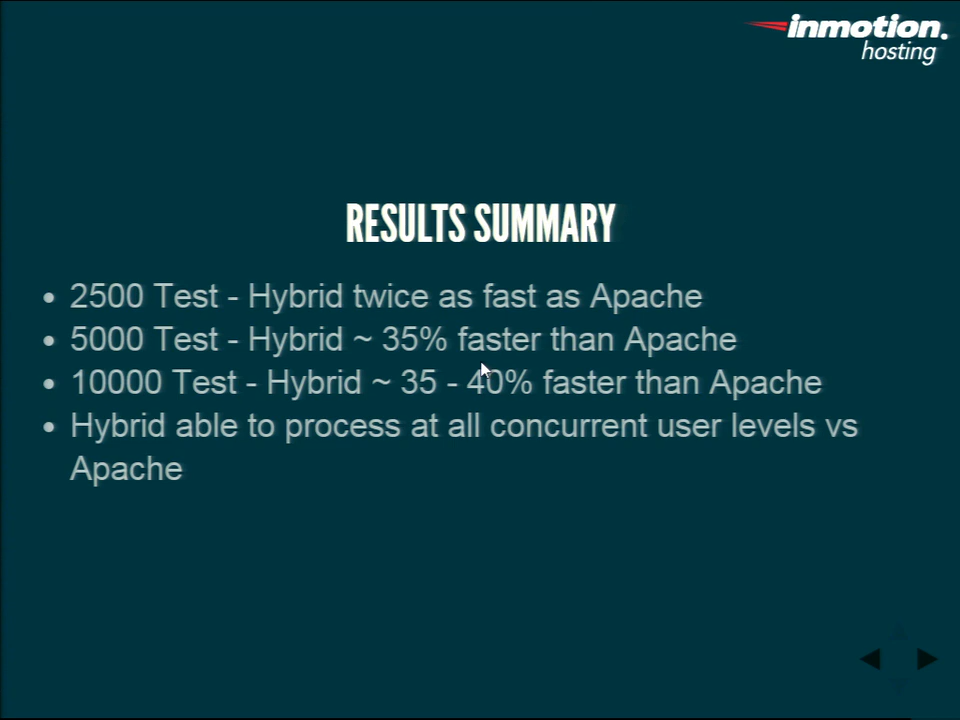 inmotion.
hosting
RESULTS SUMMARY
• 2500 Test - Hybrid twice as fast as Apache
• 5000 Test - Hybrid ~ 35% faster than Apache
• 10000 Test - Hybrid ~ 35 - 40% faster than Apache
• Hybrid able to process at all concurrent user levels vs
Apache